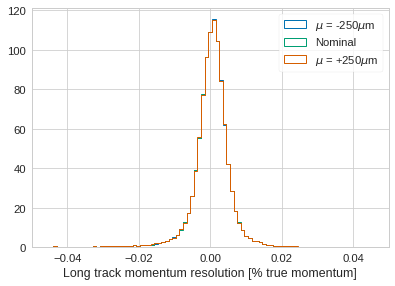 120
100
80
60
40
20
0
μ = -250μm
Nominal
μ = +250μm
−0.04 −0.02 0.00 0.02 0.04
Long track momentum resolution [% true momentum]